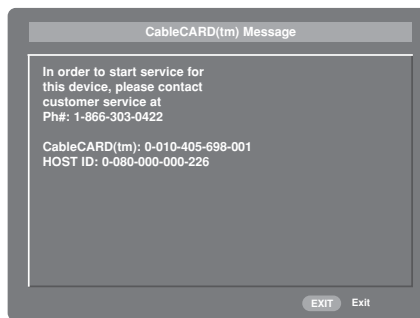 CableCARD(tm) Message
In order to start service for
this device, please contact
customer service at
Ph#: 1-866-303-0422
CableCARD(tm): 0-010-405-698-001
HOST ID: 0-080-000-000-226
EXIT Exit